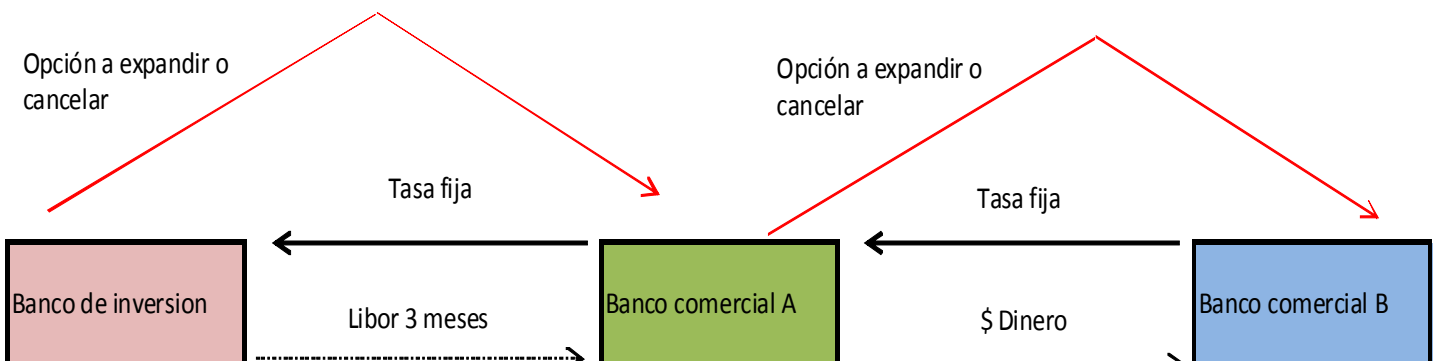 Opción a expandir o
cancelar
Opción a expandir o
cancelar
Tasa fija
Tasa fija
Banco de inversion
Libor 3 meses
Banco comercial A
$ Dinero
Banco comercial B